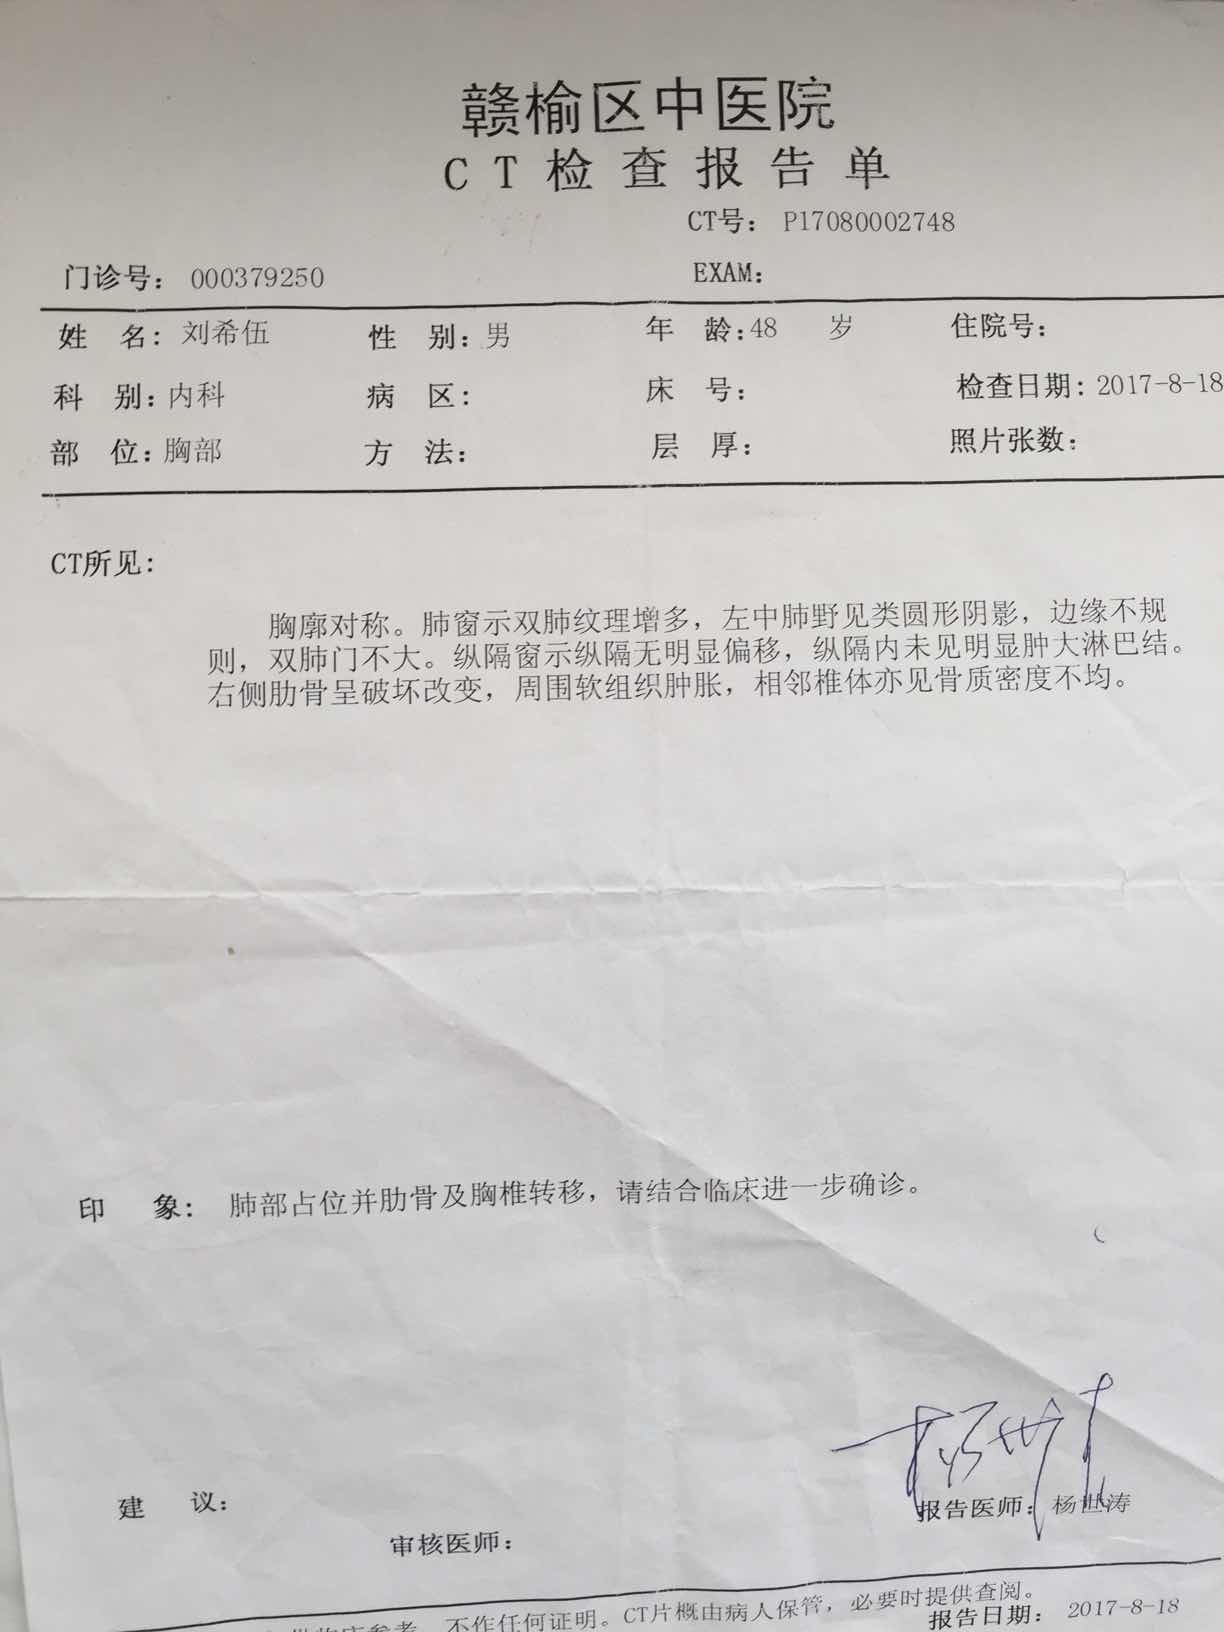 赣榆区中医院
CT检查报告单
CT号： P17080002748
门诊号： 000379250 EXAM:
姓 名： 刘希伍 性 别： 男 年 龄： 48 岁 住院号：
科 别： 内科 病 区： 床 号： 检查日期： 2017-8-18
部 位： 胸部 方 法： 层 厚： 照片张数：
CT所见：
胸廓对称。肺窗示双肺纹理增多，左中肺野见类圆形阴影，边缘不规
则，双肺门不大。纵隔窗示纵隔无明显偏移，纵隔内未见明显肿大淋巴结。
右侧肋骨呈破坏改变，周围软组织肿胀，相邻椎体亦见骨质密度不均。
印 象： 肺部占位并肋骨及胸椎转移，请结合临床进一步确诊。
建 议：
报告医师： 杨世涛
审核医师：
不作任何证明。CT片概由病人保管，必要时提供查阅。
报告日期： 2017-8-18